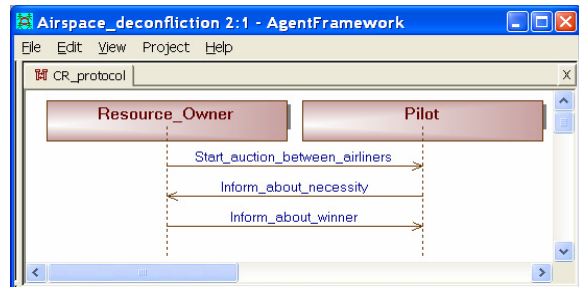 Airspace_deconfliction 2:1 - AgentFramework
File Edit View Project Help
CR_protocol X
Resource_Owner Pilot
Start_auction_between_airliners
Inform_about_necessity
Inform_about_winner